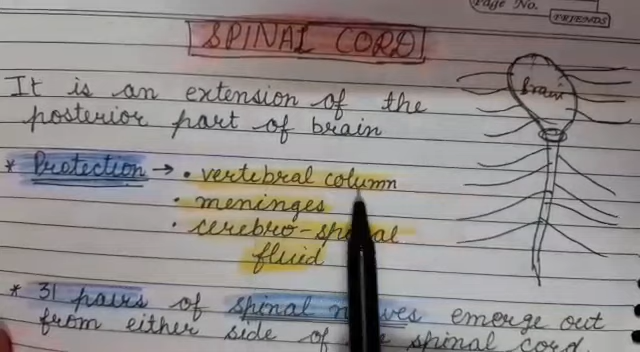 Page No.
FRIENDS
SPINAL CORD
It is an extension of the
posterior part of brain
brain
* Protection → • vertebral column
• meninges
• cerebro-spinal
fluid
* 31 pairs of spinal nerves emerge out
from either side of the spinal cord.